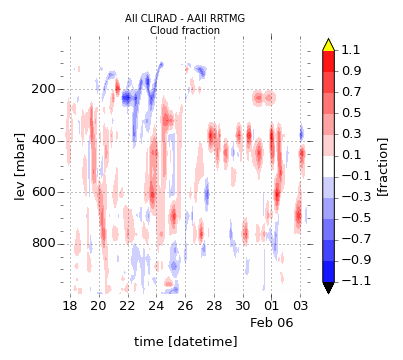 All CLIRAD - AAll RRTMG
Cloud fraction
lev [mbar]
200
400
600
800
18 20 22 24 26 28 30 01 03
Feb 06
time [datetime]
1.1
0.9
0.7
0.5
0.3
0.1
−0.1
−0.3
−0.5
−0.7
−0.9
−1.1
[fraction]